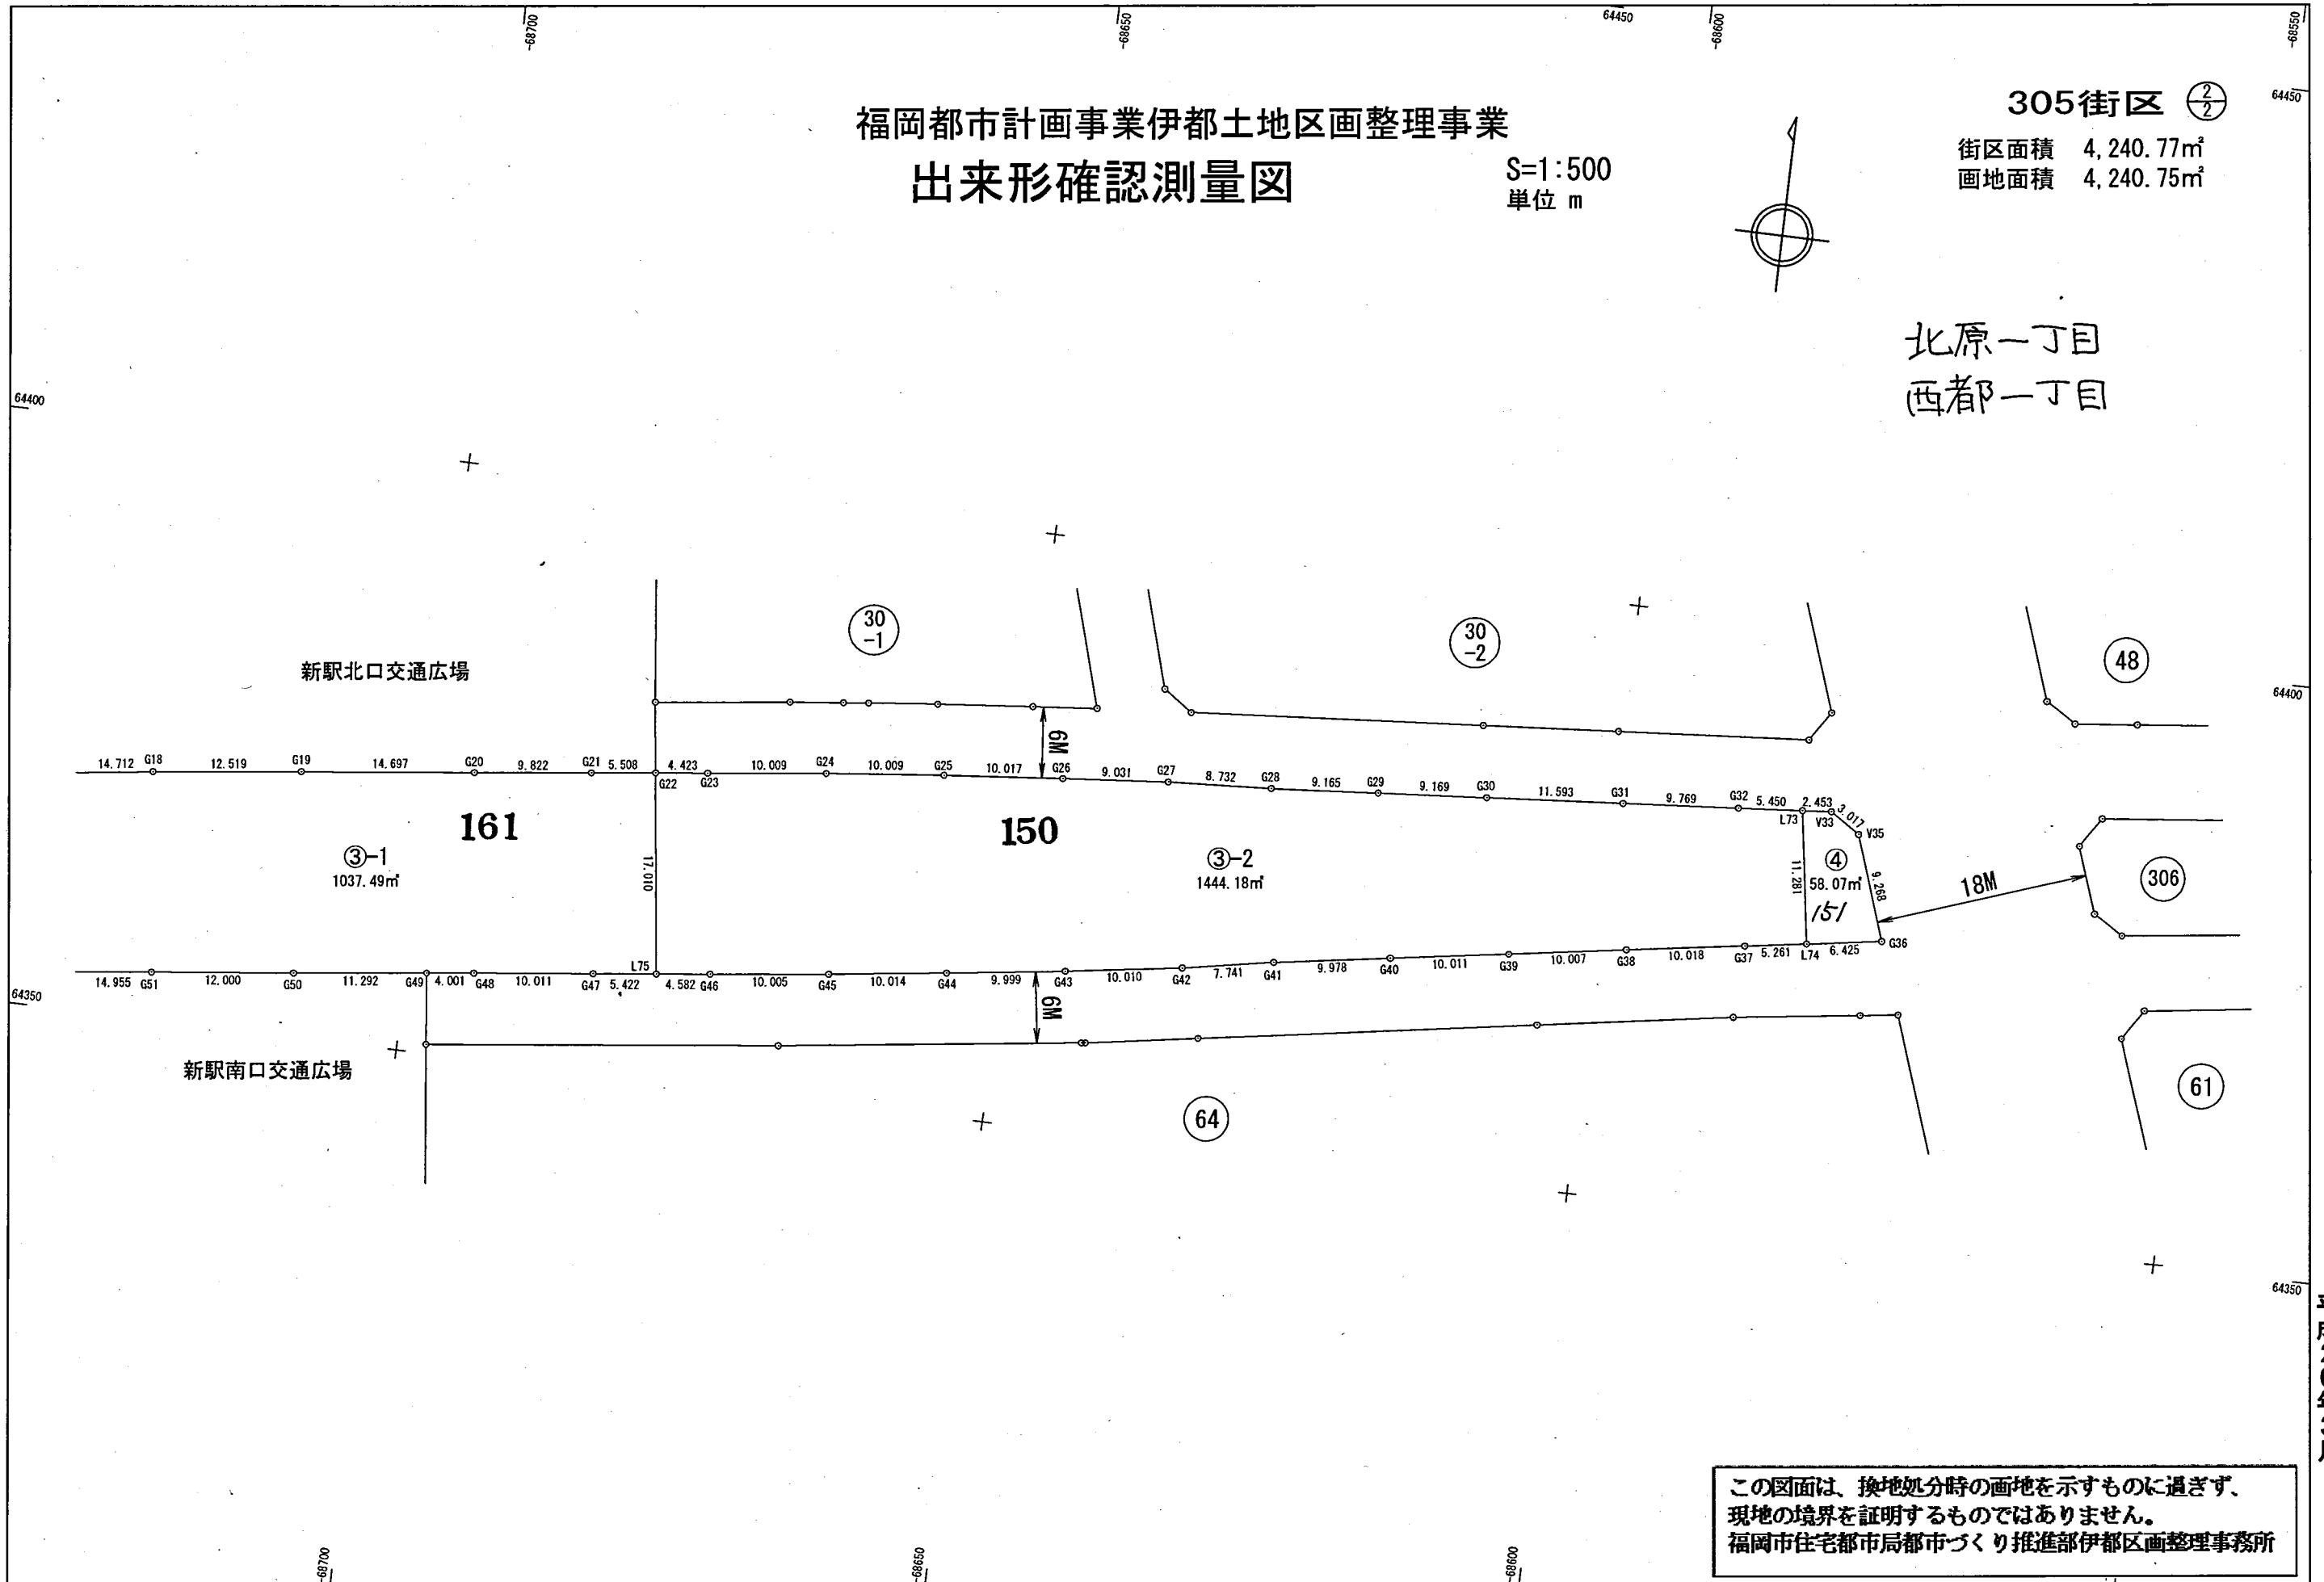 -68700
-68650
64450
-68600
-68550
福岡都市計画事業伊都土地区画整理事業
出来形確認測量図
S=1:500
単位 m
305街区 2/2
64450
街区面積 4,240.77㎡
画地面積 4,240.75㎡
北原一丁目
西都一丁目
64400
30-1
30-2
48
新駅北口交通広場
64400
6M
14.712 G18 12.519 G19 14.697 G20 9.822 G21 5.508 4.423 10.009 G24 10.009 G25 10.017 G26 9.031 G27 8.732 G28 9.165 G29 9.169 G30 11.593 G31 9.769 G32 5.450 2.453 3.017
G22 G23
L73 V33 V35
161
150
③-1
1037.49㎡
17.010
③-2
1444.18㎡
11.281
④
58.07㎡
151
9.268
18M
306
L75
G36
14.955 G51 12.000 G50 11.292 G49 4.001 G48 10.011 G47 5.422 4.582 G46 10.005 G45 10.014 G44 9.999 G43 10.010 G42 7.741 G41 9.978 G40 10.011 G39 10.007 G38 10.018 G37 5.261 L74 6.425
64350
6M
新駅南口交通広場
64
61
64350
この図面は、換地処分時の画地を示すものに過ぎず、
現地の境界を証明するものではありません。
福岡市住宅都市局都市づくり推進部伊都区画整理事務所
-68700
-68650
-68600